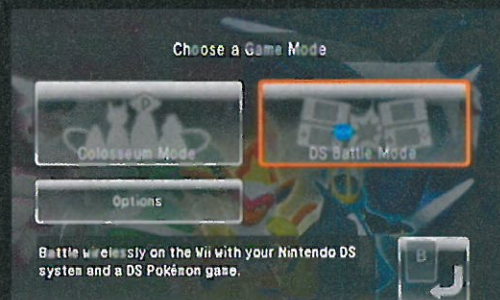 Choose a Game Mode
Colosseum Mode
DS Battle Mode
Options
Battle wirelessly on the Wii with your Nintendo DS
system and a DS Pokémon game.
B